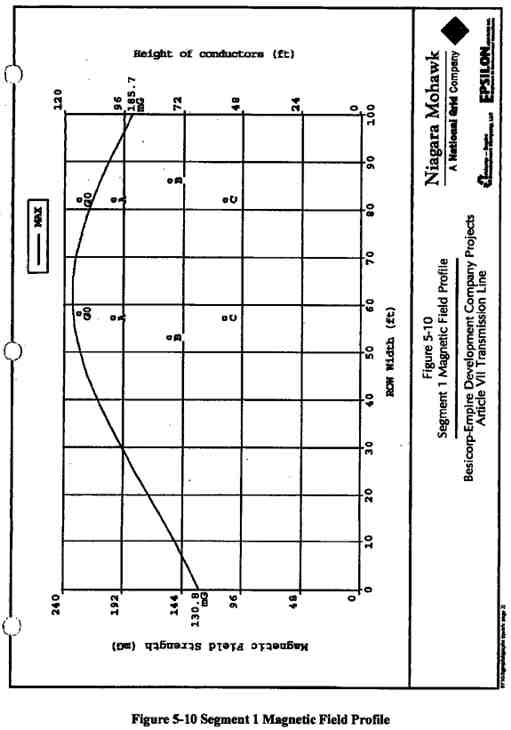 Height of conductors (ft)
120
96
185.7
mG
72
48
24
0
MAX
GO
A
B
C
GO
A
B
C
0
10
20
30
40
50
60
70
80
90
100
ROW Width (ft)
240
192
144
130.8
mG
96
48
0
Magnetic Field Strength (mG)
Niagara Mohawk
A National Grid Company
EPSILON
Figure 5-10
Segment 1 Magnetic Field Profile
Besicorp-Empire Development Company Projects
Article VII Transmission Line
Figure 5-10 Segment 1 Magnetic Field Profile